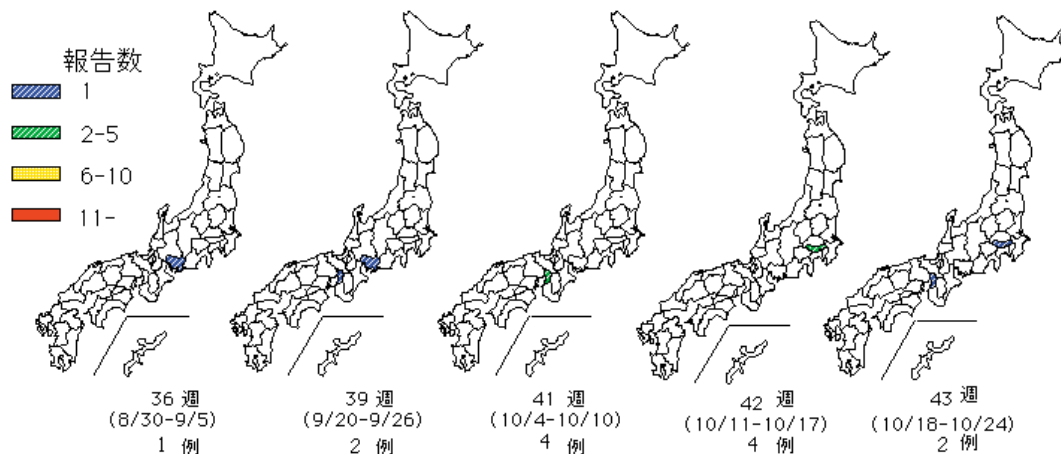 報告数
1
2-5
6-10
11-
36 週
(8/30-9/5)
1 例
39 週
(9/20-9/26)
2 例
41 週
(10/4-10/10)
4 例
42 週
(10/11-10/17)
4 例
43 週
(10/18-10/24)
2 例